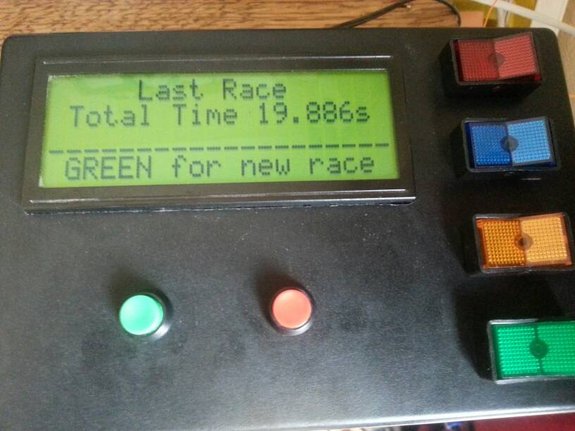 Last Race
Total Time 19.886s
GREEN for new race